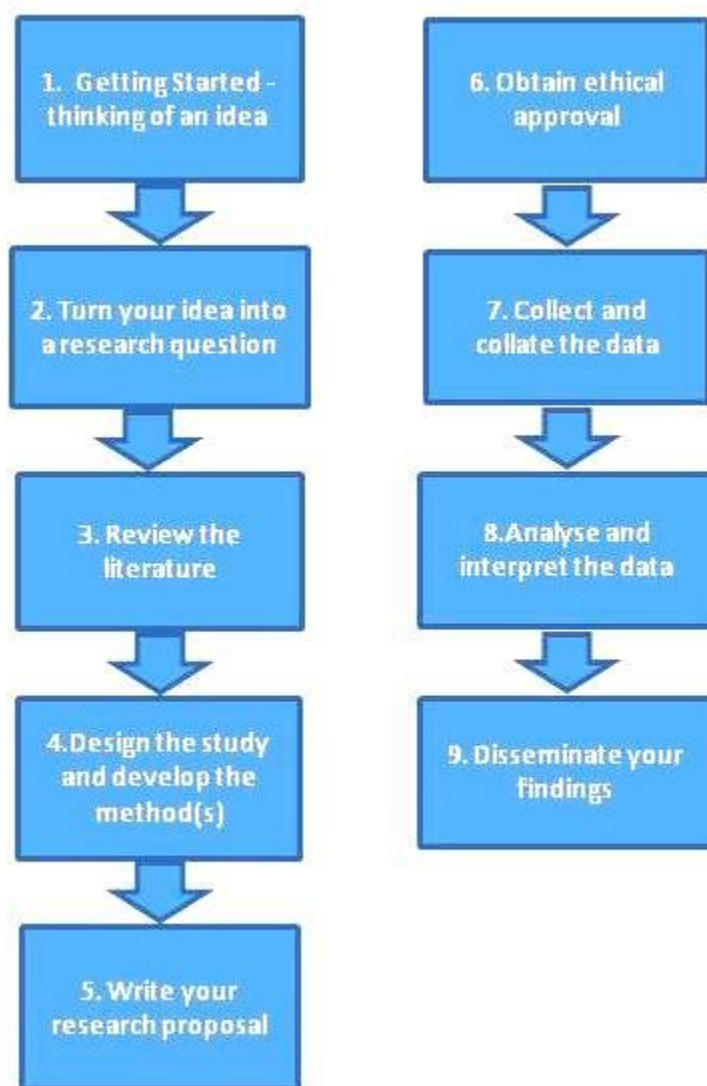 1. Getting Started -
thinking of an idea
2. Turn your idea into
a research question
3. Review the
literature
4.Design the study
and develop the
method(s)
5. Write your
research proposal
6. Obtain ethical
approval
7. Collect and
collate the data
8.Analyse and
interpret the data
9. Disseminate your
findings